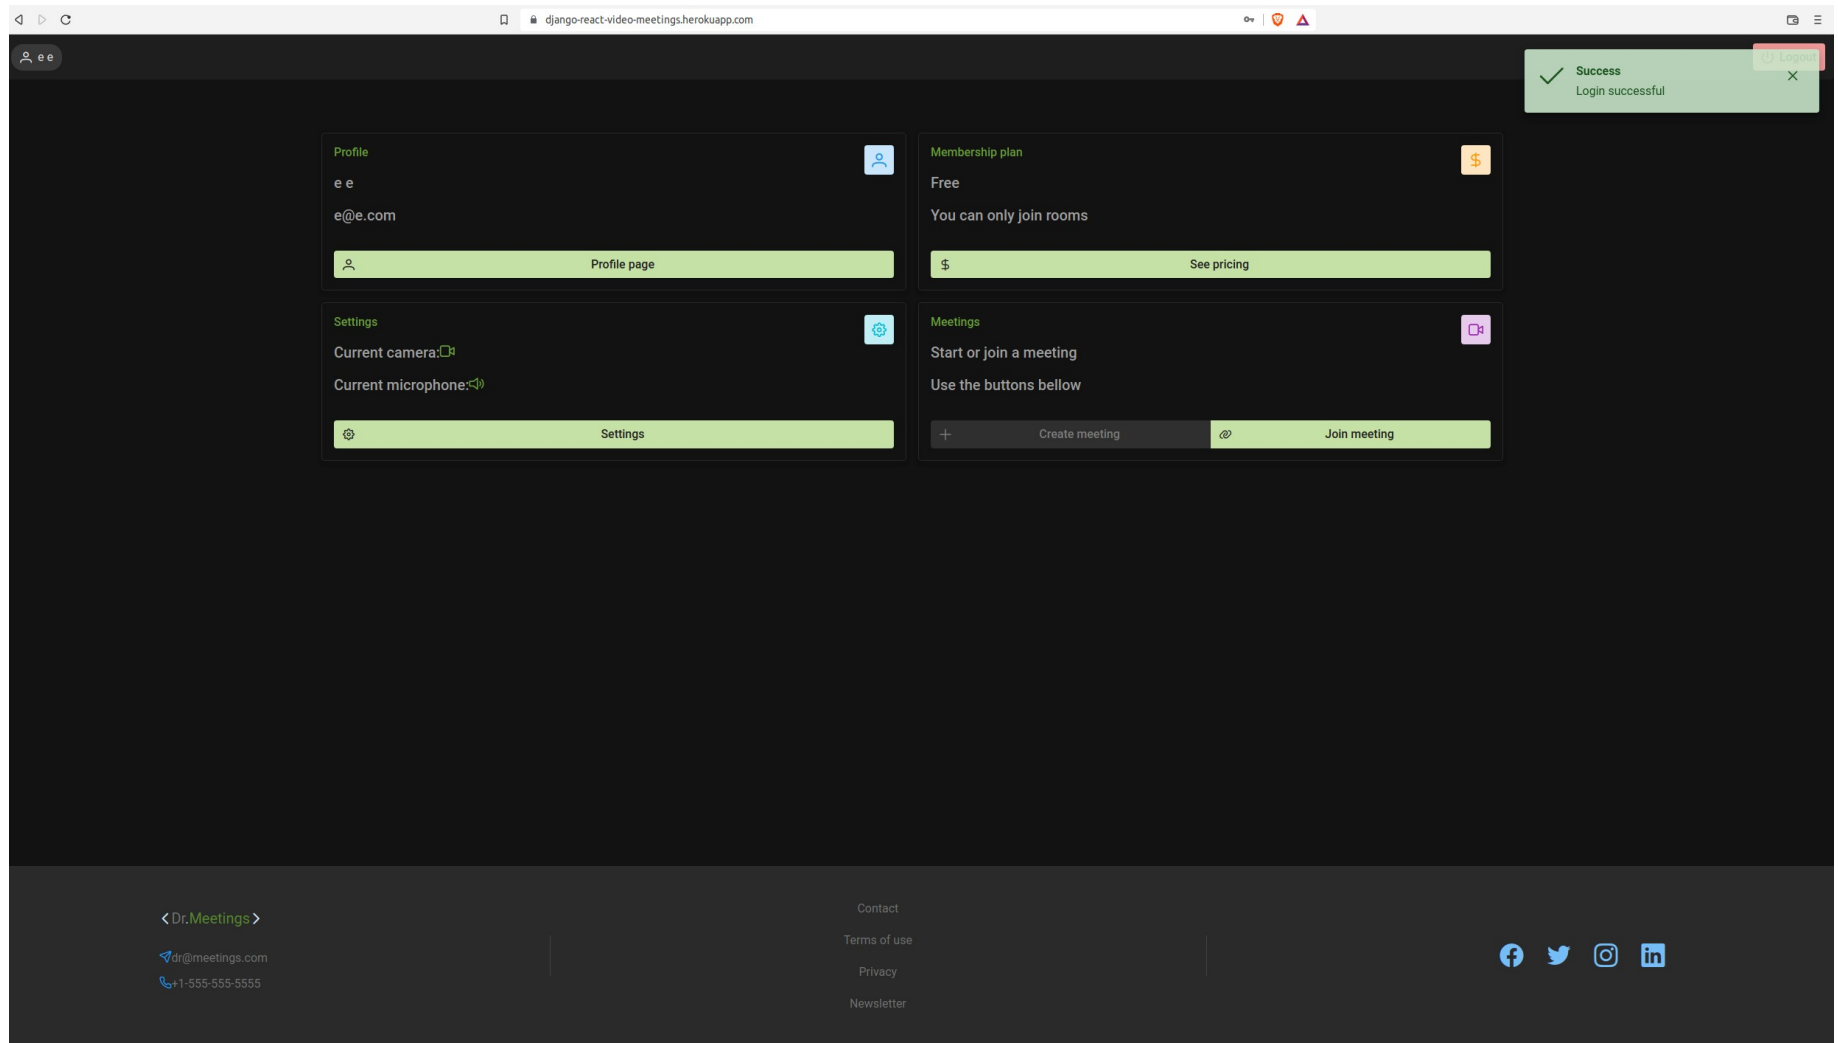 django-react-video-meetings.herokuapp.com
e e
Logout
Success
Login successful
Profile
e e
e@e.com
Profile page
Membership plan
Free
You can only join rooms
See pricing
Settings
Current camera:
Current microphone:
Settings
Meetings
Start or join a meeting
Use the buttons bellow
Create meeting
Join meeting
<Dr.Meetings>
dr@meetings.com
+1-555-555-5555
Contact
Terms of use
Privacy
Newsletter